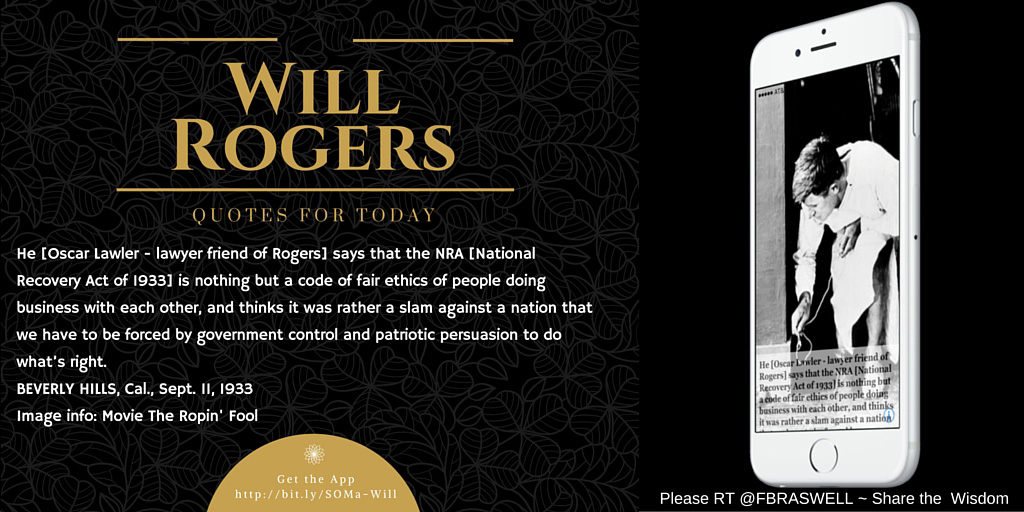 WILL
ROGERS
QUOTES FOR TODAY
He [Oscar Lawler - lawyer friend of Rogers] says that the NRA [National
Recovery Act of 1933] is nothing but a code of fair ethics of people doing
business with each other, and thinks it was rather a slam against a nation that
we have to be forced by government control and patriotic persuasion to do
what's right.
BEVERLY HILLS, Cal., Sept. 11, 1933
Image info: Movie The Ropin' Fool
Get the App
http://bit.ly/SOMa-Will
AT&T
He [Oscar Lawler - lawyer friend of
Rogers] says that the NRA [National
Recovery Act of 1933] is nothing but
a code of fair ethics of people doing
business with each other, and thinks
it was rather a slam against a nation
Please RT @FBRASWELL ~ Share the Wisdom